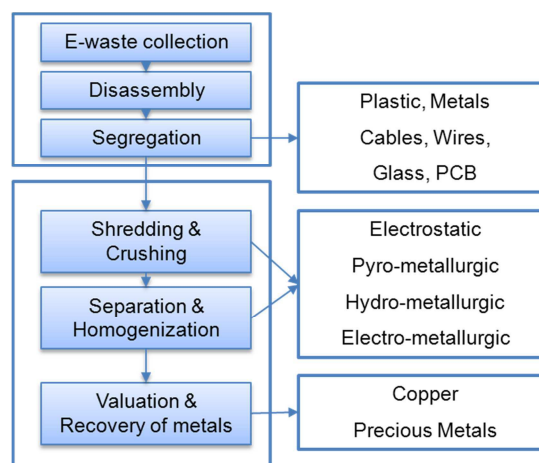 E-waste collection
Disassembly
Segregation
Plastic, Metals
Cables, Wires,
Glass, PCB
Shredding &
Crushing
Separation &
Homogenization
Electrostatic
Pyro-metallurgic
Hydro-metallurgic
Electro-metallurgic
Valuation &
Recovery of metals
Copper
Precious Metals